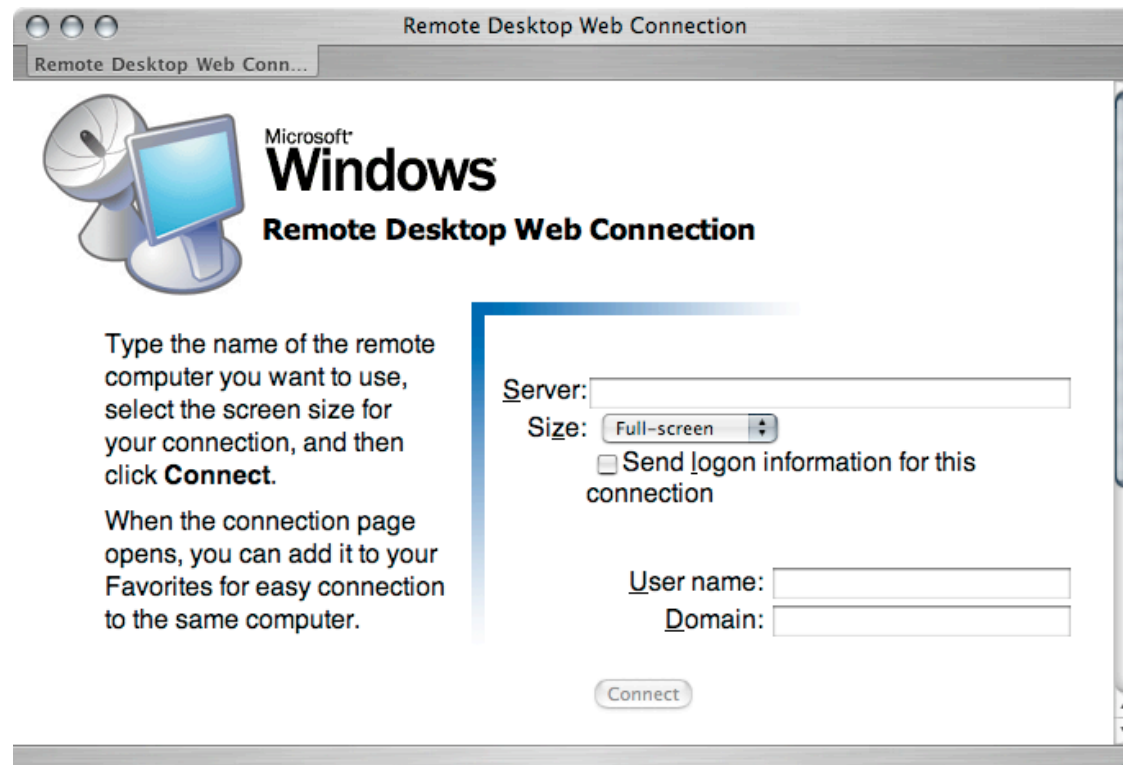 Remote Desktop Web Connection
Remote Desktop Web Conn...
Microsoft®
Windows
Remote Desktop Web Connection
Type the name of the remote
computer you want to use,
select the screen size for
your connection, and then
click Connect.
When the connection page
opens, you can add it to your
Favorites for easy connection
to the same computer.
Server:
Size: Full-screen
Send logon information for this
connection
User name:
Domain:
Connect